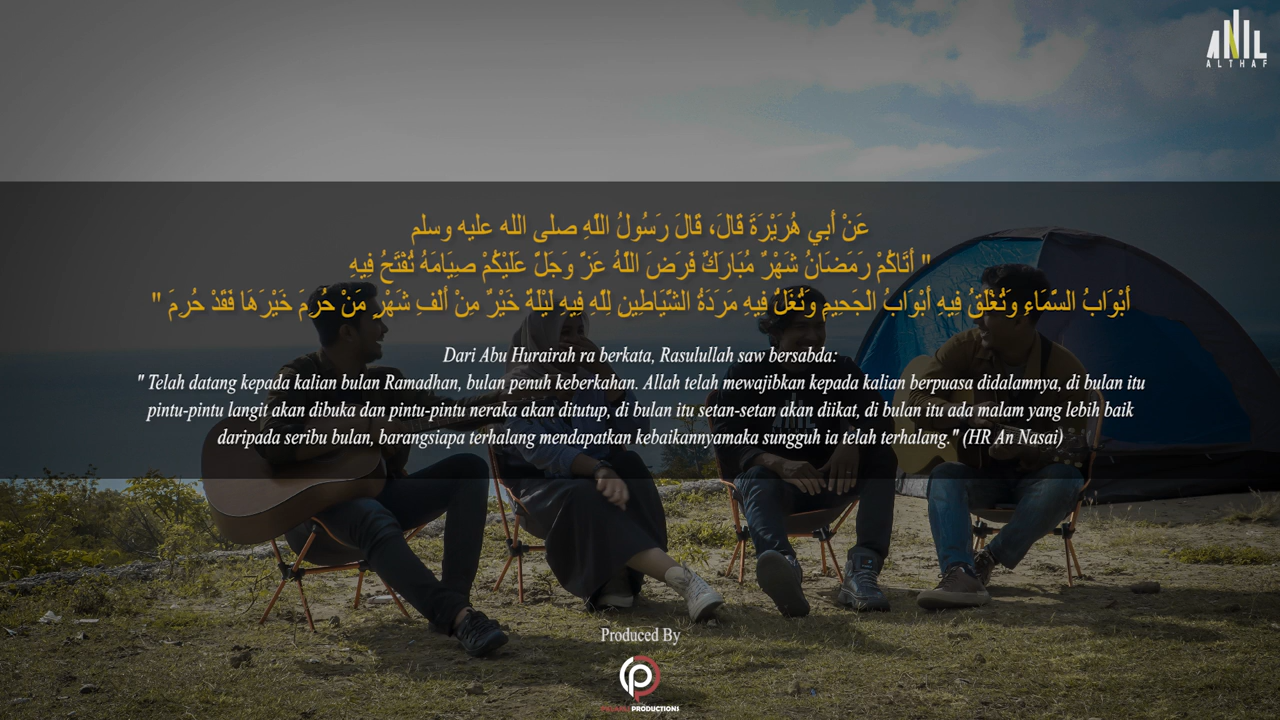 ANIL
ALTHAF
عَنْ أَبِي هُرَيْرَةَ قَالَ، قَالَ رَسُولُ اللَّهِ صلى الله عليه وسلم
" أَتَاكُمْ رَمَضَانُ شَهْرٌ مُبَارَكٌ فَرَضَ اللَّهُ عَزَّ وَجَلَّ عَلَيْكُمْ صِيَامَهُ تُفْتَحُ فِيهِ
أَبْوَابُ السَّمَاءِ وَتُغْلَقُ فِيهِ أَبْوَابُ الْجَحِيمِ وَتُغَلُّ فِيهِ مَرَدَةُ الشَّيَاطِينِ لِلَّهِ فِيهِ لَيْلَةٌ خَيْرٌ مِنْ أَلْفِ شَهْرٍ مَنْ حُرِمَ خَيْرَهَا فَقَدْ حُرِمَ "
Dari Abu Hurairah ra berkata, Rasulullah saw bersabda:
" Telah datang kepada kalian bulan Ramadhan, bulan penuh keberkahan. Allah telah mewajibkan kepada kalian berpuasa didalamnya, di bulan itu
pintu-pintu langit akan dibuka dan pintu-pintu neraka akan ditutup, di bulan itu setan-setan akan diikat, di bulan itu ada malam yang lebih baik
daripada seribu bulan, barangsiapa terhalang mendapatkan kebaikannyamaka sungguh ia telah terhalang." (HR An Nasai)
Produced By
PRODUCTIONS